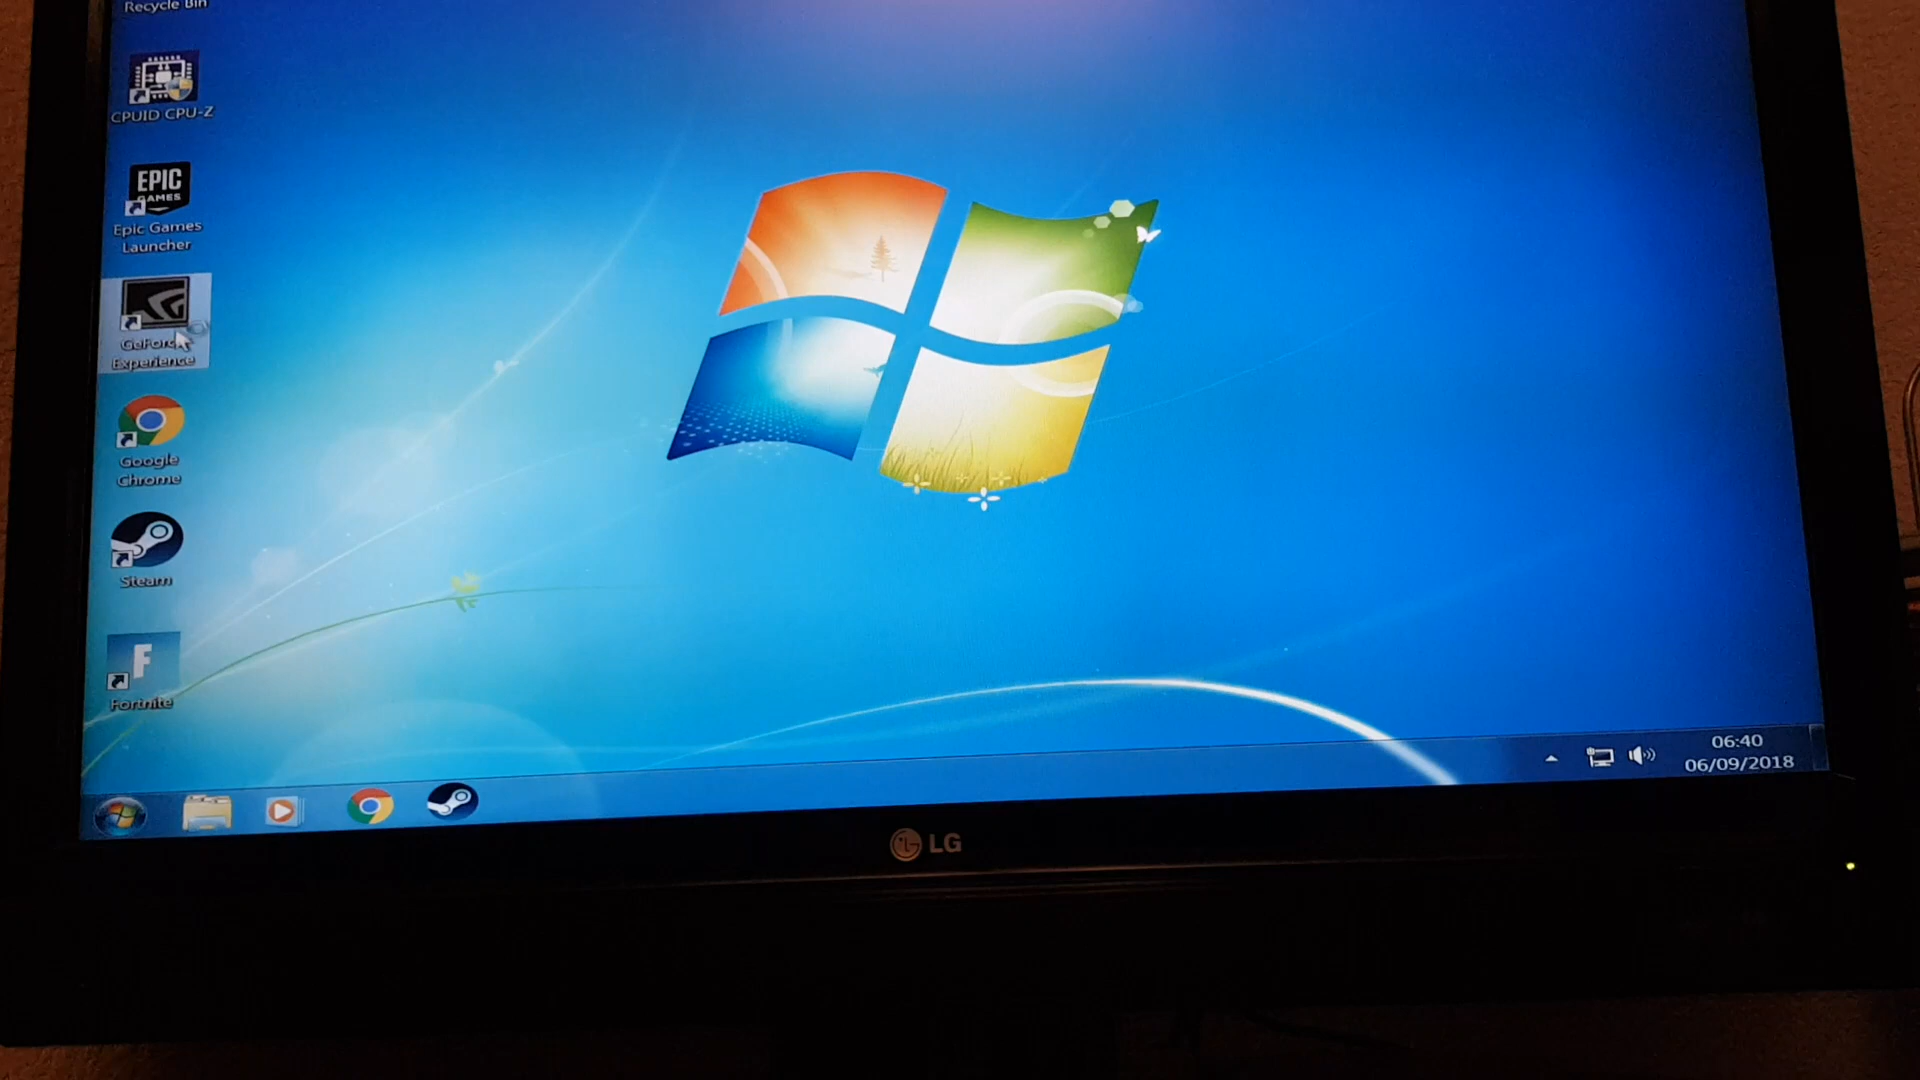 Recycle Bin
CPUID CPU-Z
EPIC
GAMES
Epic Games
Launcher
GeForce
Experience
Google
Chrome
Steam
F
Fortnite
06:40
06/09/2018
LG